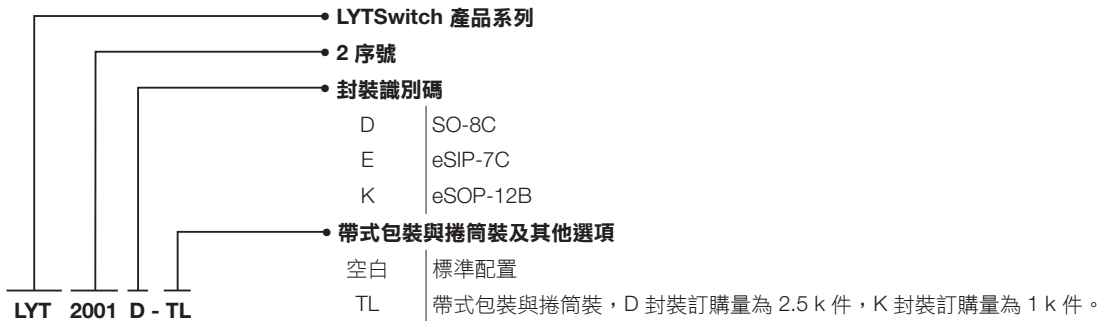 LYTSwitch 產品系列
2 序號
封裝識別碼
D SO-8C
E eSIP-7C
K eSOP-12B
帶式包裝與捲筒裝及其他選項
空白 標準配置
TL 帶式包裝與捲筒裝，D 封裝訂購量為 2.5 k 件，K 封裝訂購量為 1 k 件。
LYT 2001 D - TL